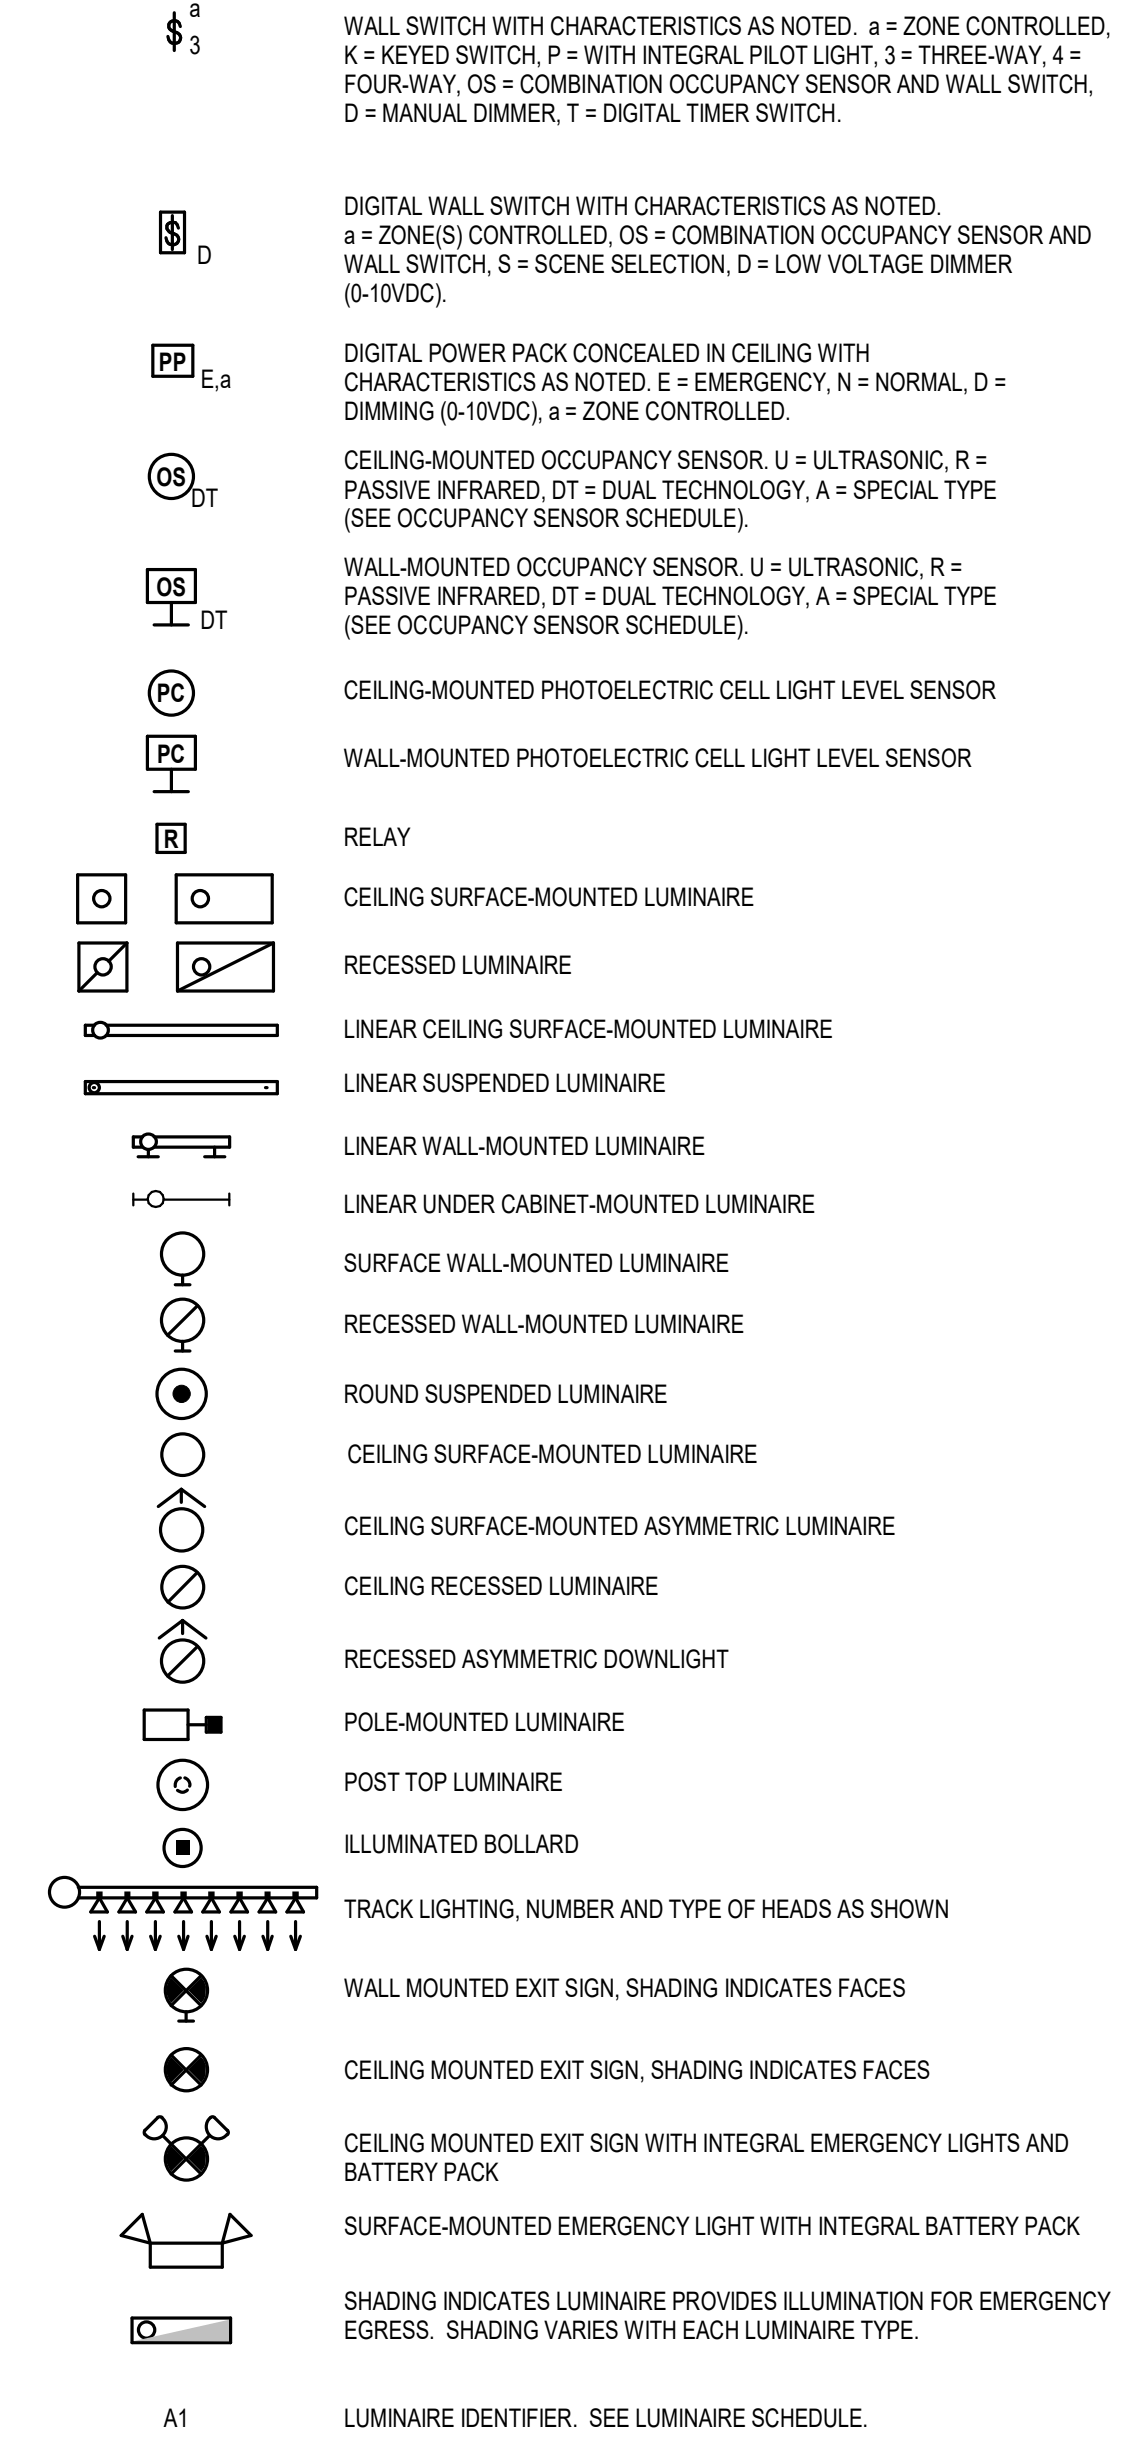 a
$ 3
WALL SWITCH WITH CHARACTERISTICS AS NOTED.  a = ZONE CONTROLLED,
K = KEYED SWITCH, P = WITH INTEGRAL PILOT LIGHT, 3 = THREE-WAY, 4 =
FOUR-WAY, OS = COMBINATION OCCUPANCY SENSOR AND WALL SWITCH,
D = MANUAL DIMMER, T = DIGITAL TIMER SWITCH.
$ D
DIGITAL WALL SWITCH WITH CHARACTERISTICS AS NOTED.
a = ZONE(S) CONTROLLED, OS = COMBINATION OCCUPANCY SENSOR AND
WALL SWITCH, S = SCENE SELECTION, D = LOW VOLTAGE DIMMER
(0-10VDC).
PP E,a
DIGITAL POWER PACK CONCEALED IN CEILING WITH
CHARACTERISTICS AS NOTED. E = EMERGENCY, N = NORMAL, D =
DIMMING (0-10VDC), a = ZONE CONTROLLED.
OS DT
CEILING-MOUNTED OCCUPANCY SENSOR. U = ULTRASONIC, R =
PASSIVE INFRARED, DT = DUAL TECHNOLOGY, A = SPECIAL TYPE
(SEE OCCUPANCY SENSOR SCHEDULE).
OS DT
WALL-MOUNTED OCCUPANCY SENSOR. U = ULTRASONIC, R =
PASSIVE INFRARED, DT = DUAL TECHNOLOGY, A = SPECIAL TYPE
(SEE OCCUPANCY SENSOR SCHEDULE).
PC CEILING-MOUNTED PHOTOELECTRIC CELL LIGHT LEVEL SENSOR
PC WALL-MOUNTED PHOTOELECTRIC CELL LIGHT LEVEL SENSOR
R RELAY
CEILING SURFACE-MOUNTED LUMINAIRE
RECESSED LUMINAIRE
LINEAR CEILING SURFACE-MOUNTED LUMINAIRE
LINEAR SUSPENDED LUMINAIRE
LINEAR WALL-MOUNTED LUMINAIRE
LINEAR UNDER CABINET-MOUNTED LUMINAIRE
SURFACE WALL-MOUNTED LUMINAIRE
RECESSED WALL-MOUNTED LUMINAIRE
ROUND SUSPENDED LUMINAIRE
CEILING SURFACE-MOUNTED LUMINAIRE
CEILING SURFACE-MOUNTED ASYMMETRIC LUMINAIRE
CEILING RECESSED LUMINAIRE
RECESSED ASYMMETRIC DOWNLIGHT
POLE-MOUNTED LUMINAIRE
POST TOP LUMINAIRE
ILLUMINATED BOLLARD
TRACK LIGHTING, NUMBER AND TYPE OF HEADS AS SHOWN
WALL MOUNTED EXIT SIGN, SHADING INDICATES FACES
CEILING MOUNTED EXIT SIGN, SHADING INDICATES FACES
CEILING MOUNTED EXIT SIGN WITH INTEGRAL EMERGENCY LIGHTS AND
BATTERY PACK
SURFACE-MOUNTED EMERGENCY LIGHT WITH INTEGRAL BATTERY PACK
SHADING INDICATES LUMINAIRE PROVIDES ILLUMINATION FOR EMERGENCY
EGRESS.  SHADING VARIES WITH EACH LUMINAIRE TYPE.
A1 LUMINAIRE IDENTIFIER.  SEE LUMINAIRE SCHEDULE.